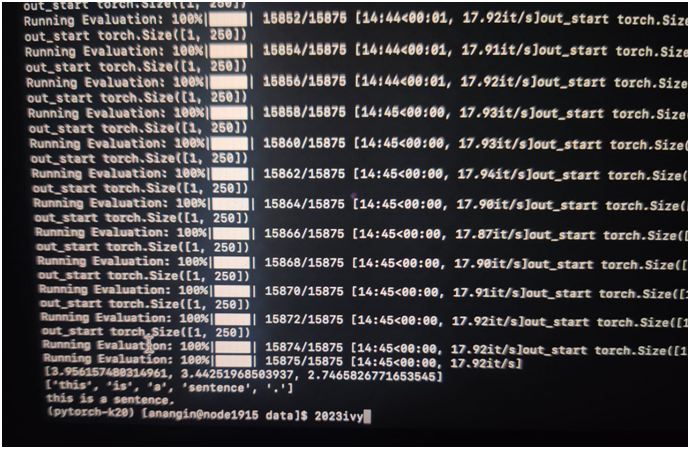 out_start torch.Size([1, 250])
Running Evaluation: 100%| | 15852/15875 [14:44<00:01, 17.92it/s]out_start torch.Size
out_start torch.Size([1, 250])
Running Evaluation: 100%| | 15854/15875 [14:44<00:01, 17.91it/s]out_start torch.Size
out_start torch.Size([1, 250])
Running Evaluation: 100%| | 15856/15875 [14:44<00:01, 17.92it/s]out_start torch.Size
out_start torch.Size([1, 250])
Running Evaluation: 100%| | 15858/15875 [14:45<00:00, 17.93it/s]out_start torch.Size(
out_start torch.Size([1, 250])
Running Evaluation: 100%| | 15860/15875 [14:45<00:00, 17.93it/s]out_start torch.Size(
out_start torch.Size([1, 250])
Running Evaluation: 100%| | 15862/15875 [14:45<00:00, 17.94it/s]out_start torch.Size(
out_start torch.Size([1, 250])
Running Evaluation: 100%| | 15864/15875 [14:45<00:00, 17.90it/s]out_start torch.Size([
out_start torch.Size([1, 250])
Running Evaluation: 100%| | 15866/15875 [14:45<00:00, 17.87it/s]out_start torch.Size([
out_start torch.Size([1, 250])
Running Evaluation: 100%| | 15868/15875 [14:45<00:00, 17.90it/s]out_start torch.Size([
out_start torch.Size([1, 250])
Running Evaluation: 100%| | 15870/15875 [14:45<00:00, 17.91it/s]out_start torch.Size([1
out_start torch.Size([1, 250])
Running Evaluation: 100%| | 15872/15875 [14:45<00:00, 17.92it/s]out_start torch.Size([1
out_start torch.Size([1, 250])
Running Evaluation: 100%| | 15874/15875 [14:45<00:00, 17.92it/s]out_start torch.Size([1
Running Evaluation: 100%| | 15875/15875 [14:45<00:00, 17.92it/s]
[3.956157480314961, 3.44251968503937, 2.7465826771653545]
['this', 'is', 'a', 'sentence', '.']
this is a sentence.
(pytorch-k20) [anangin@node1915 data]$ 2023ivy